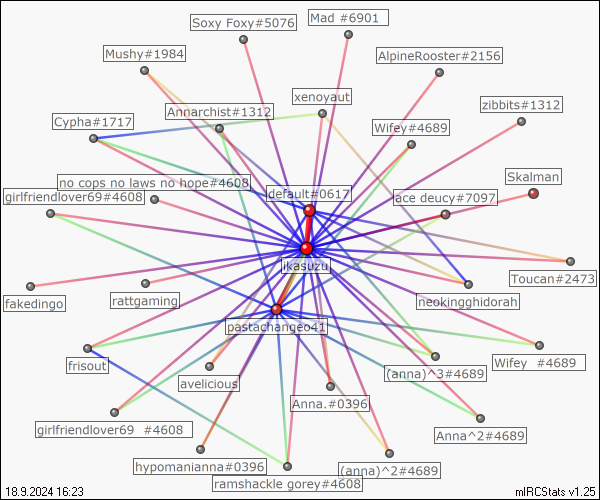 Soxy Foxy#5076
Mad #6901
Mushy#1984
AlpineRooster#2156
xenoyaut
zibbits#1312
Annarchist#1312
Cypha#1717
Wifey#4689
Skalman
no cops no laws no hope#4608
default#0617
ace deucy#7097
girlfriendlover69#4608
ikasuzu
Toucan#2473
fakedingo
rattgaming
neokingghidorah
pastachangeo41
frisout
Wifey #4689
(anna)^3#4689
avelicious
Anna.#0396
girlfriendlover69 #4608
Anna^2#4689
hypomanianna#0396
(anna)^2#4689
ramshackle gorey#4608
18.9.2024 16:23
mIRCStats v1.25